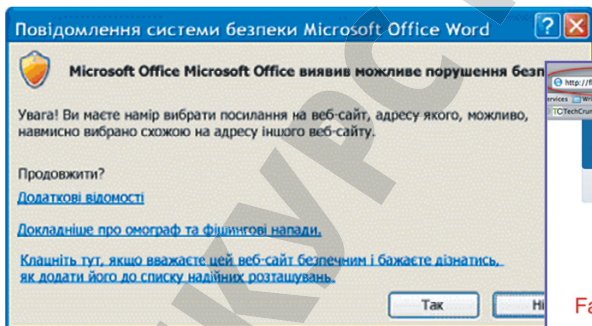 Повідомлення системи безпеки Microsoft Office Word
Microsoft Office Microsoft Office виявив можливе порушення
Увага! Ви маєте намір вибрати посилання на веб-сайт, адресу якого, можливо,
навмисно вибрано схожою на адресу іншого веб-сайту.
Продовжити?
Додаткові відомості
Докладніше про омограф та фішингові напади.
Клацніть тут, якщо вважаєте цей веб-сайт безпечним і бажаєте дізнатись,
як додати його до списку надійних розташувань.
Так